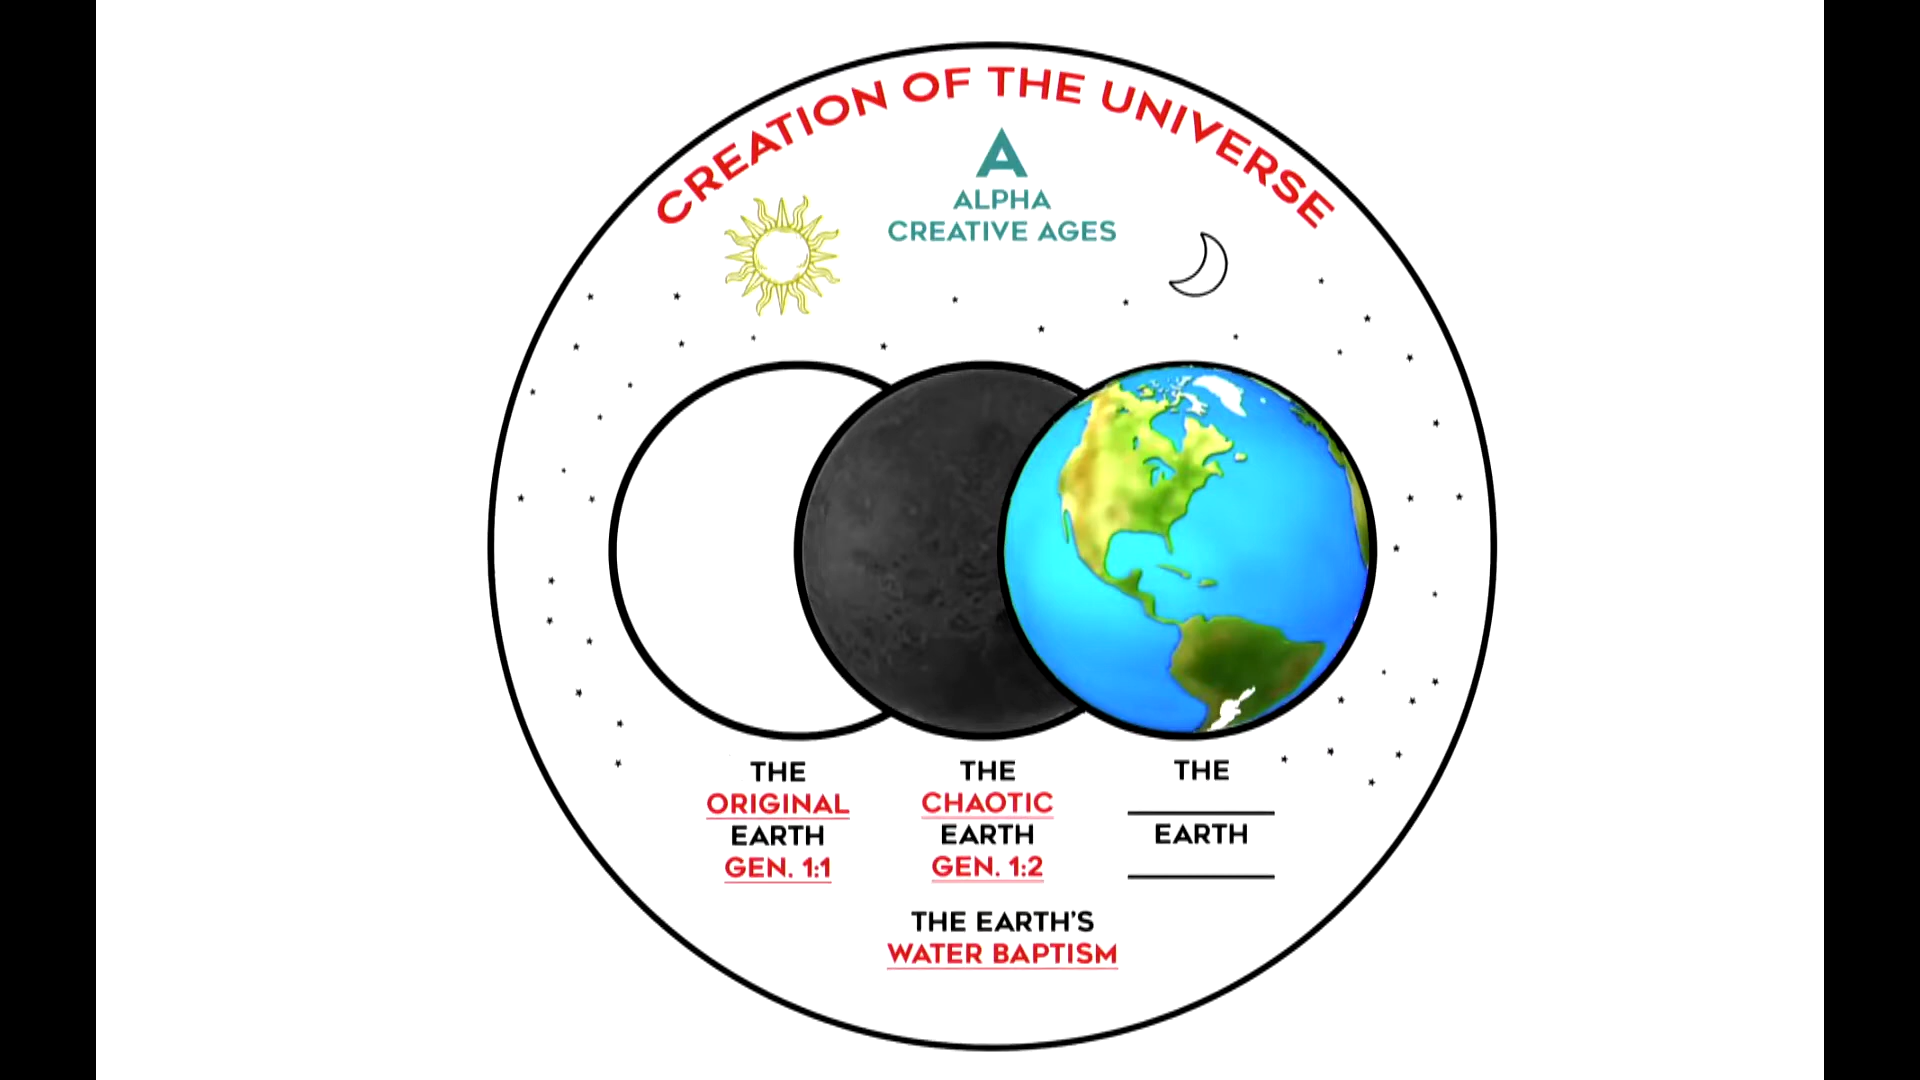 CREATION OF THE UNIVERSE
A
ALPHA
CREATIVE AGES
THE
ORIGINAL
EARTH
GEN. 1:1
THE
CHAOTIC
EARTH
GEN. 1:2
THE
EARTH
THE EARTH'S
WATER BAPTISM